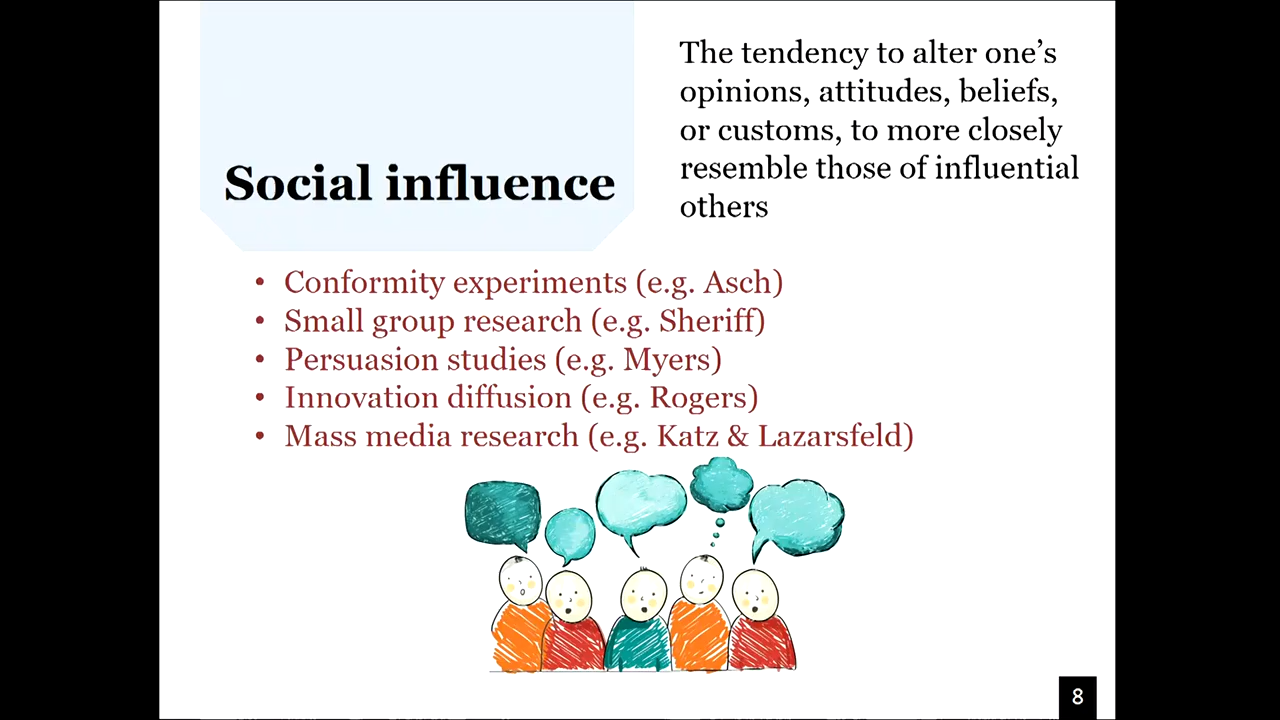 Social influence
The tendency to alter one’s
opinions, attitudes, beliefs,
or customs, to more closely
resemble those of influential
others
• Conformity experiments (e.g. Asch)
• Small group research (e.g. Sheriff)
• Persuasion studies (e.g. Myers)
• Innovation diffusion (e.g. Rogers)
• Mass media research (e.g. Katz & Lazarsfeld)
8